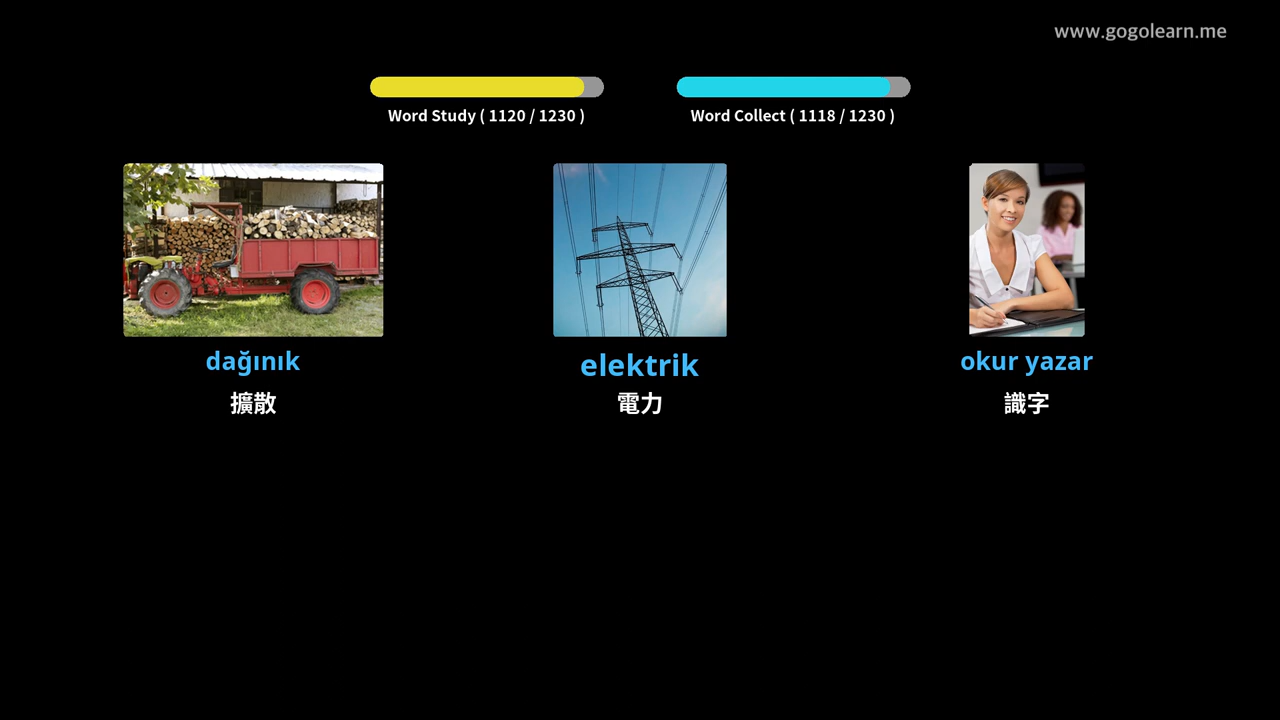 www.gogolearn.me
Word Study ( 1120 / 1230 )
Word Collect ( 1118 / 1230 )
dağınık
elektrik
okur yazar
擴散
電力
識字